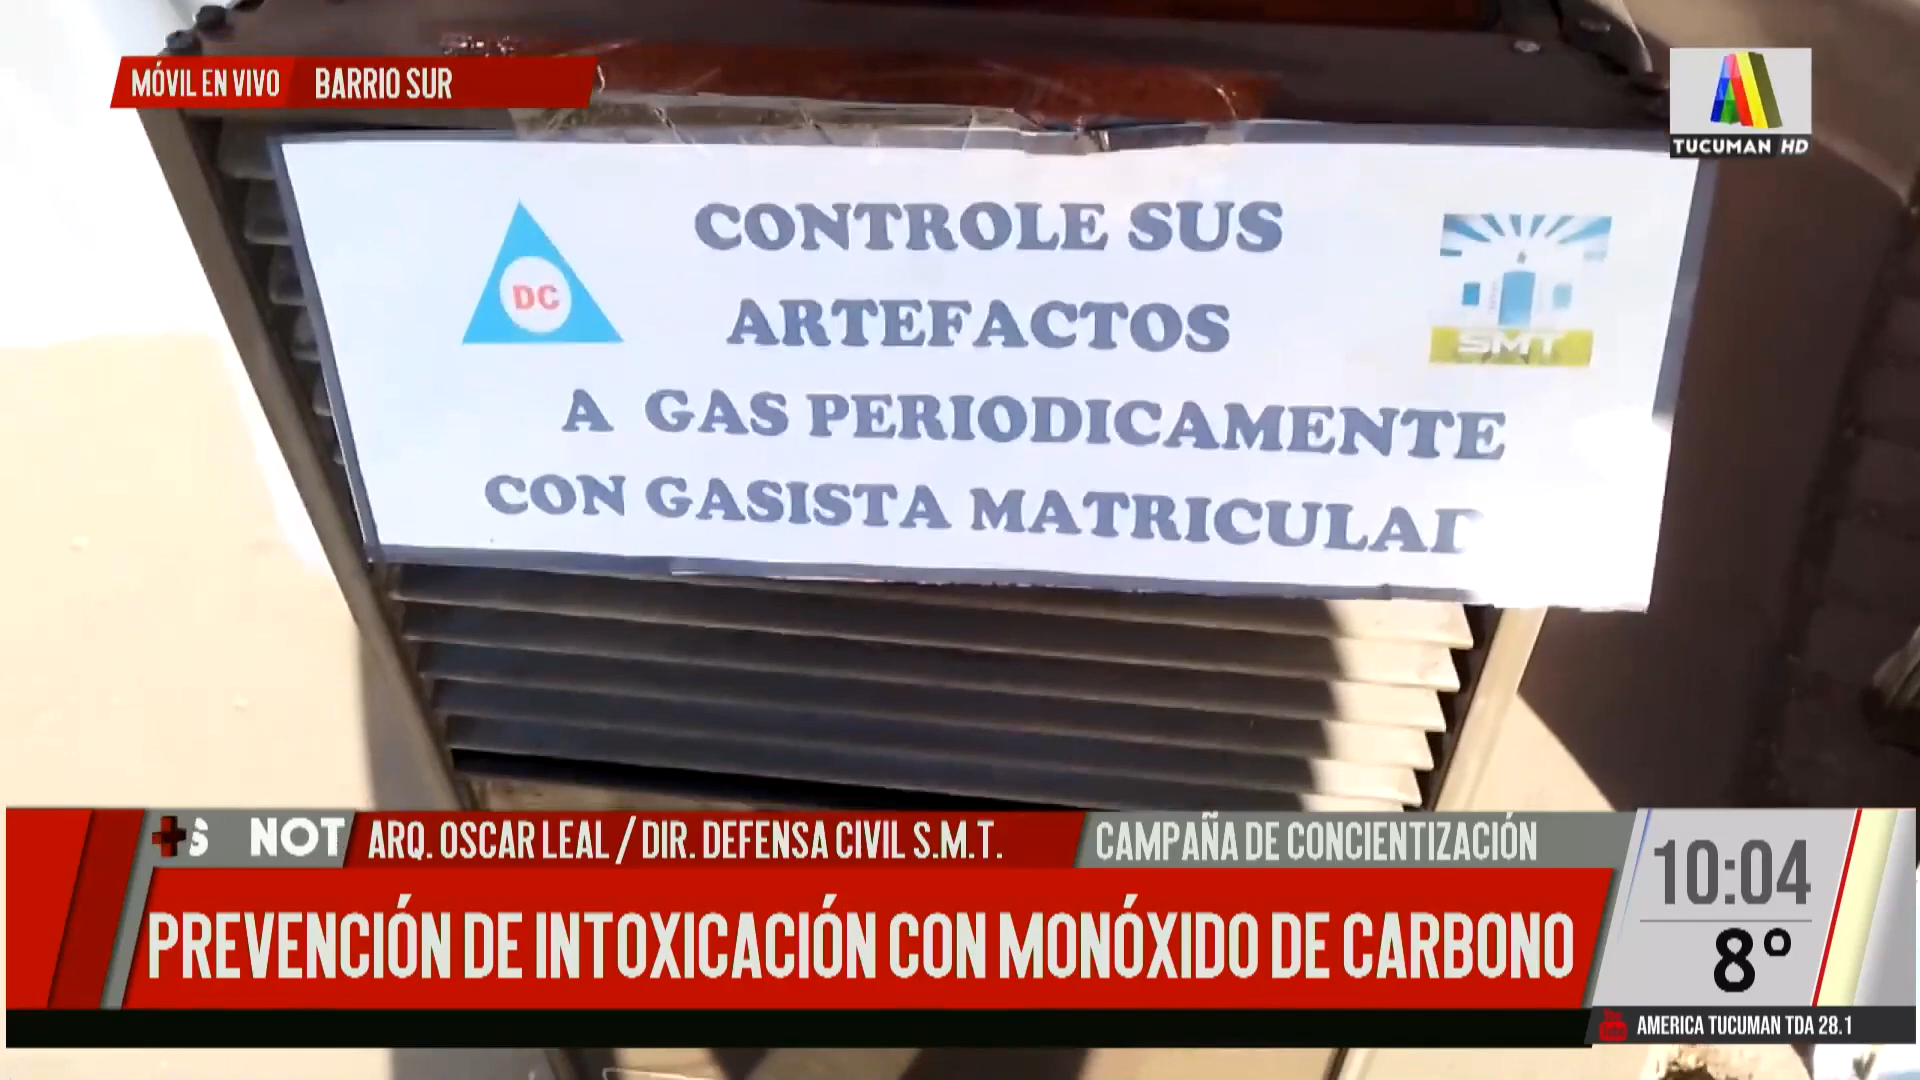 MÓVIL EN VIVO BARRIO SUR
TUCUMAN HD
CONTROLE SUS
ARTEFACTOS
A GAS PERIODICAMENTE
CON GASISTA
DC
SMT
S NOT ARQ. OSCAR LEAL / DIR. DEFENSA CIVIL S.M.T. CAMPAÑA DE CONCIENTIZACIÓN
PREVENCIÓN DE INTOXICACIÓN CON MONÓXIDO DE CARBONO
10:04
8°
AMERICA TUCUMAN TDA 28.1